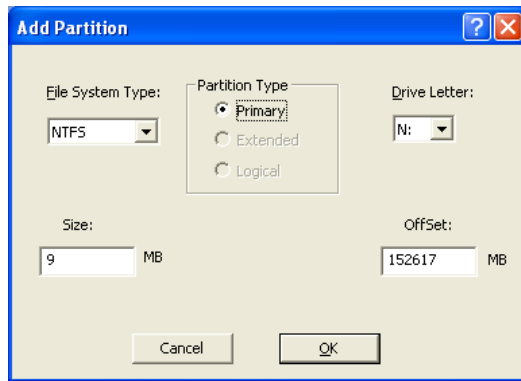 Add Partition
File System Type:
NTFS
Partition Type
Primary
Extended
Logical
Drive Letter:
N:
Size:
9 MB
OffSet:
152617 MB
Cancel
OK